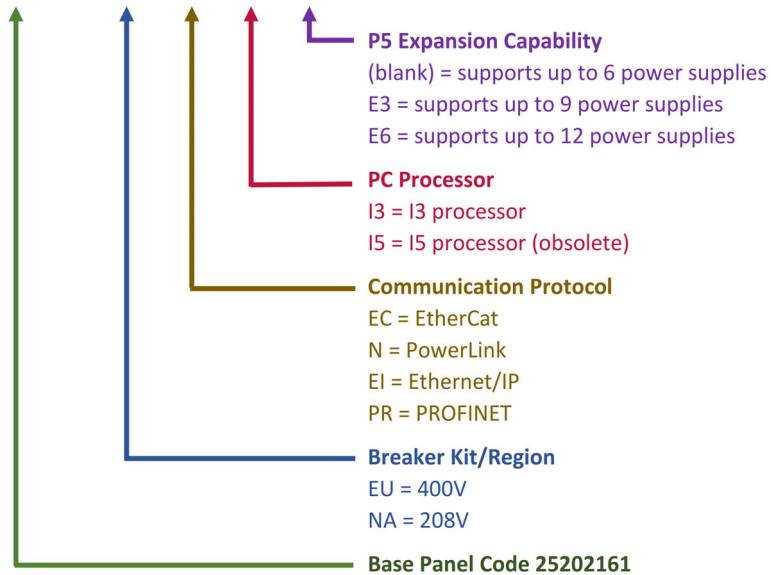 P5 Expansion Capability
(blank) = supports up to 6 power supplies
E3 = supports up to 9 power supplies
E6 = supports up to 12 power supplies
PC Processor
I3 = I3 processor
I5 = I5 processor (obsolete)
Communication Protocol
EC = EtherCat
N = PowerLink
EI = Ethernet/IP
PR = PROFINET
Breaker Kit/Region
EU = 400V
NA = 208V
Base Panel Code 25202161